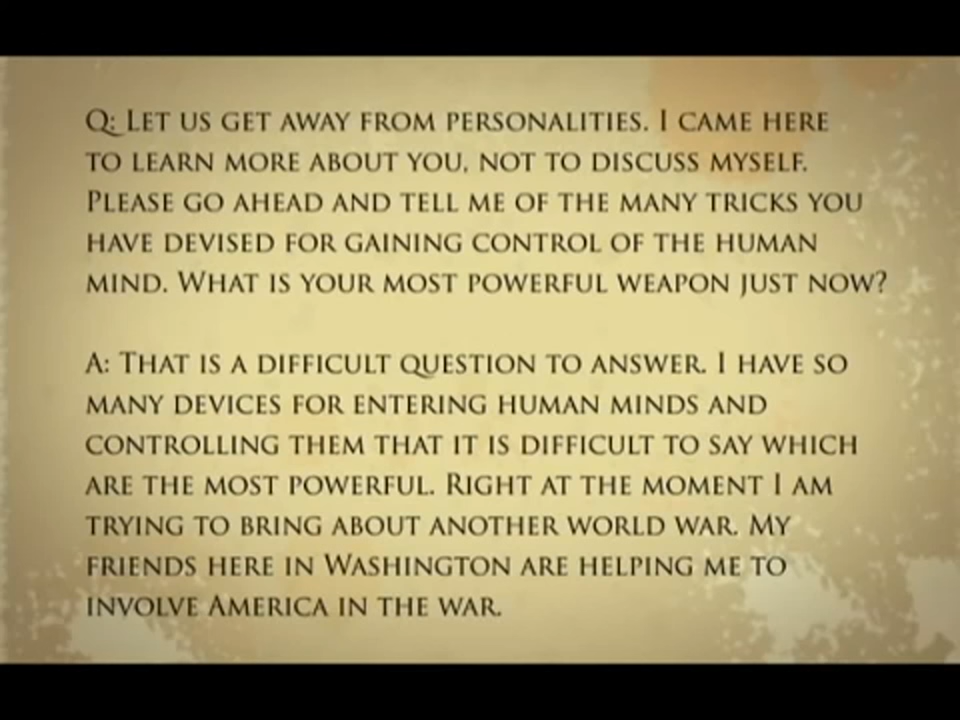 Q: Let us get away from personalities. I came here
to learn more about you, not to discuss myself.
Please go ahead and tell me of the many tricks you
have devised for gaining control of the human
mind. What is your most powerful weapon just now?
A: That is a difficult question to answer. I have so
many devices for entering human minds and
controlling them that it is difficult to say which
are the most powerful. Right at the moment I am
trying to bring about another world war. My
friends here in Washington are helping me to
involve America in the war.